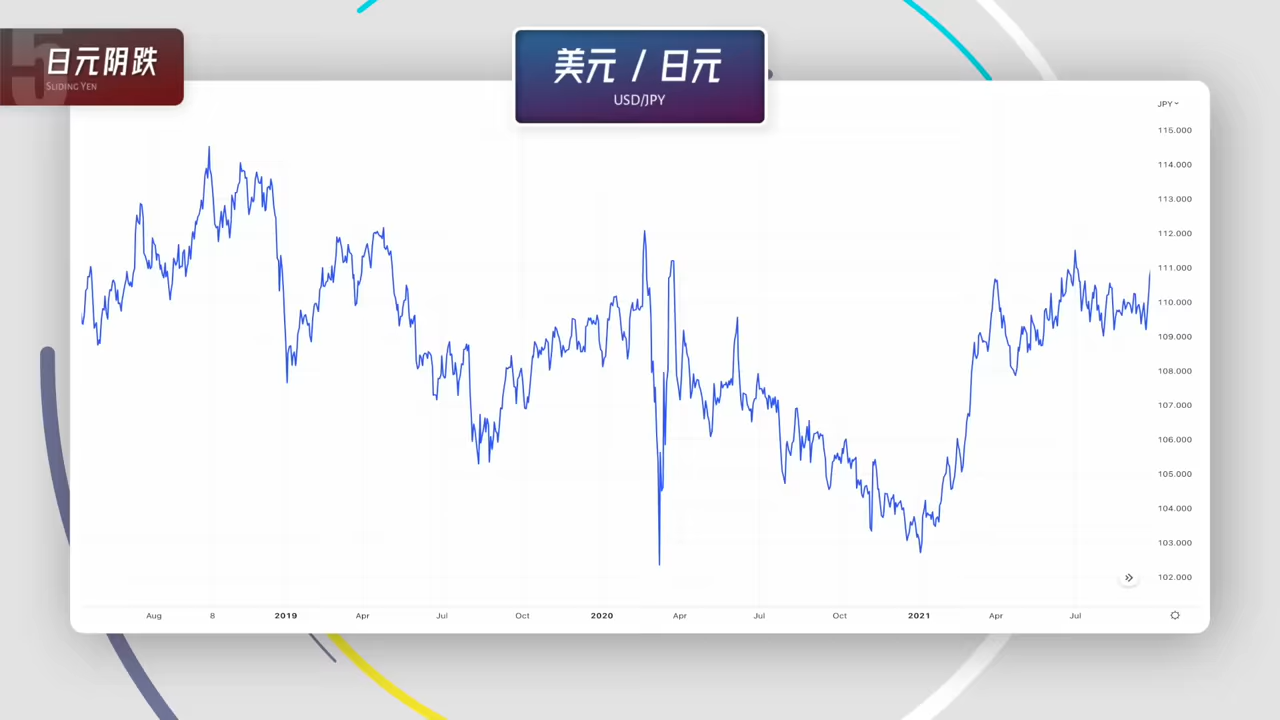 5
日元阴跌
SLIDING YEN
美元 / 日元
USD/JPY
JPY
115.000
114.000
113.000
112.000
111.000
110.000
109.000
108.000
107.000
106.000
105.000
104.000
103.000
102.000
Aug 8 2019 Apr Jul Oct 2020 Apr Jul Oct 2021 Apr Jul